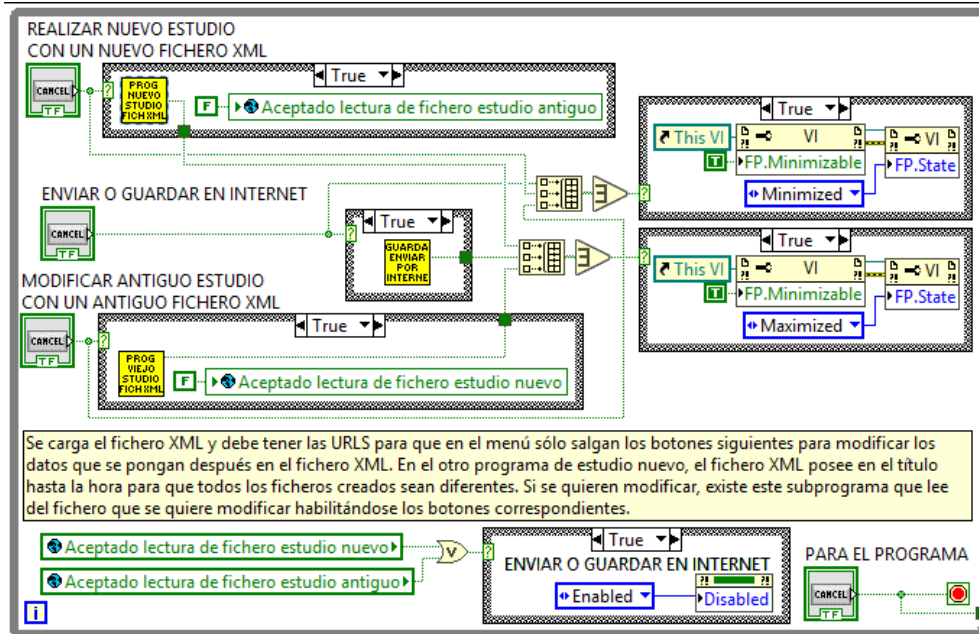 REALIZAR NUEVO ESTUDIO
CON UN NUEVO FICHERO XML
CANCEL
TF
True
PROG
NUEVO
STUDIO
FICH XML
F
Aceptado lectura de fichero estudio antiguo
True
This VI
VI
VI
T
FP.Minimizable
FP.State
Minimized
ENVIAR O GUARDAR EN INTERNET
CANCEL
TF
True
GUARDA
ENVIAR
POR
INTERNE
True
This VI
VI
VI
T
FP.Minimizable
FP.State
Maximized
MODIFICAR ANTIGUO ESTUDIO
CON UN ANTIGUO FICHERO XML
CANCEL
TF
True
PROG
VIEJO
STUDIO
FICH XML
F
Aceptado lectura de fichero estudio nuevo
Se carga el fichero XML y debe tener las URLS para que en el menú sólo salgan los botones siguientes para modificar los
datos que se pongan después en el fichero XML. En el otro programa de estudio nuevo, el fichero XML posee en el título
hasta la hora para que todos los ficheros creados sean diferentes. Si se quieren modificar, existe este subprograma que lee
del fichero que se quiere modificar habilitándose los botones correspondientes.
Aceptado lectura de fichero estudio nuevo
Aceptado lectura de fichero estudio antiguo
True
ENVIAR O GUARDAR EN INTERNET
Enabled
Disabled
PARA EL PROGRAMA
CANCEL
TF
i